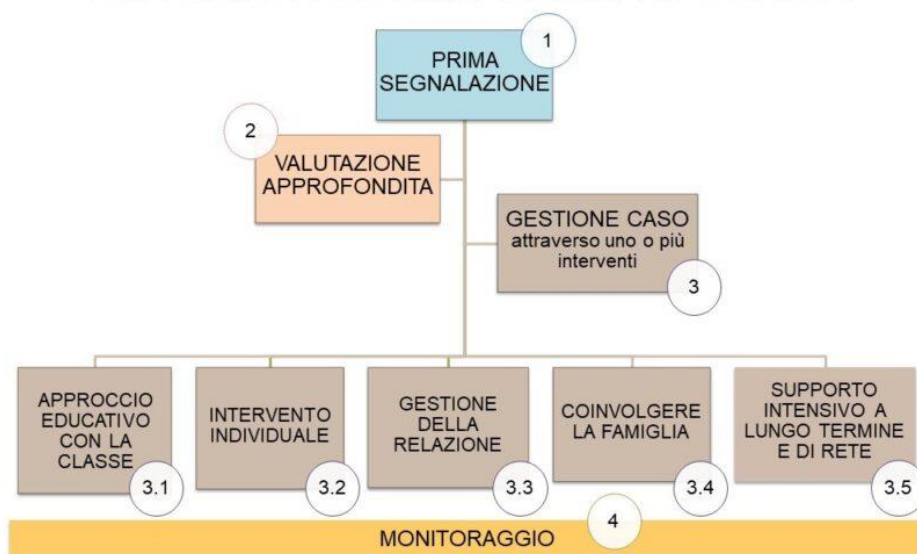 1
PRIMA
SEGNALAZIONE
2
VALUTAZIONE
APPROFONDITA
GESTIONE CASO
attraverso uno o più
interventi
3
APPROCCIO
EDUCATIVO
CON LA
CLASSE
3.1
INTERVENTO
INDIVIDUALE
3.2
GESTIONE
DELLA
RELAZIONE
3.3
COINVOLGERE
LA FAMIGLIA
3.4
SUPPORTO
INTENSIVO A
LUNGO TERMINE
E DI RETE
3.5
4
MONITORAGGIO